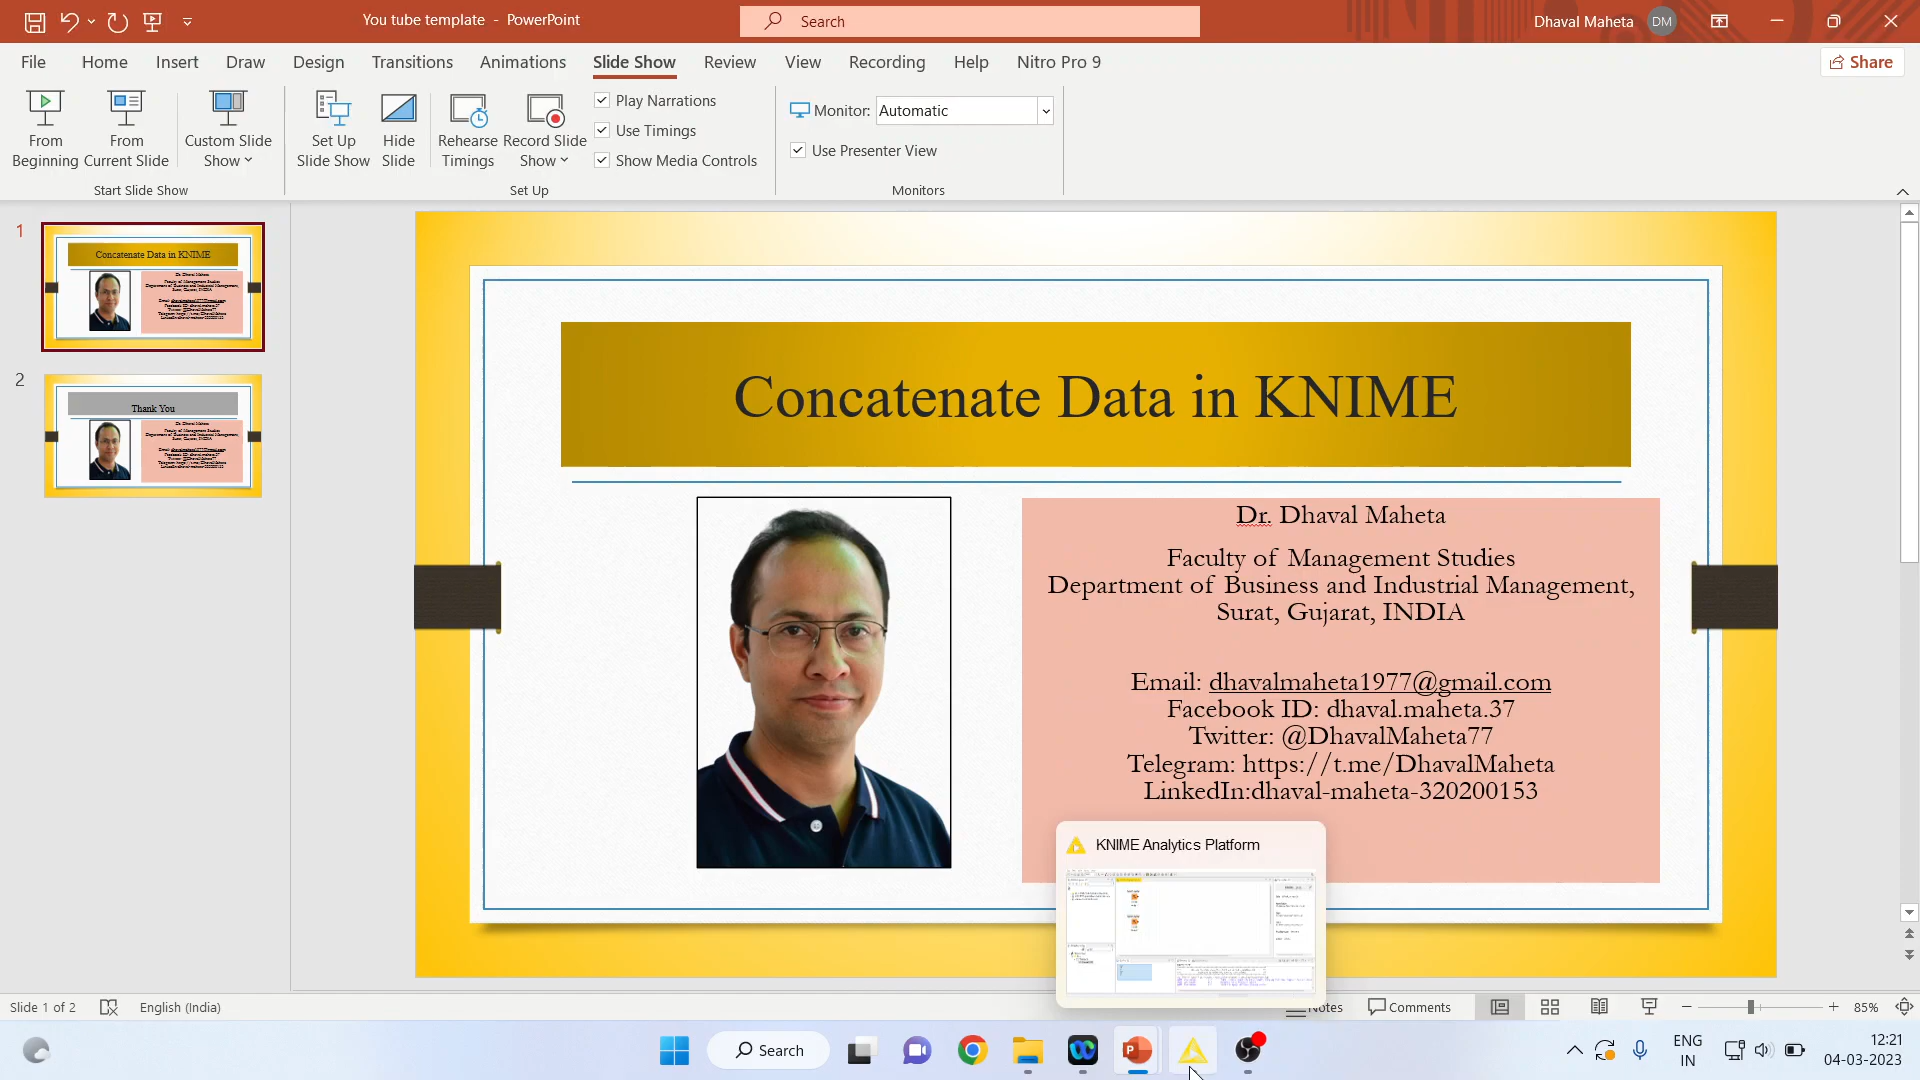 You tube template - PowerPoint
Search
Dhaval Maheta DM
File Home Insert Draw Design Transitions Animations Slide Show Review View Recording Help Nitro Pro 9
Share
From Beginning
From Current Slide
Custom Slide Show
Start Slide Show
Set Up Slide Show
Hide Slide
Rehearse Timings
Record Slide Show
Play Narrations
Use Timings
Show Media Controls
Set Up
Monitor: Automatic
Use Presenter View
Monitors
1
Concatenate Data in KNIME
2
Thank You
Concatenate Data in KNIME
Dr. Dhaval Maheta
Faculty of Management Studies
Department of Business and Industrial Management,
Surat, Gujarat, INDIA
Email: dhavalmaheta1977@gmail.com
Facebook ID: dhaval.maheta.37
Twitter: @DhavalMaheta77
Telegram: https://t.me/DhavalMaheta
LinkedIn:dhaval-maheta-320200153
KNIME Analytics Platform
Slide 1 of 2
English (India)
Notes
Comments
85%
Search
ENG
IN
12:21
04-03-2023